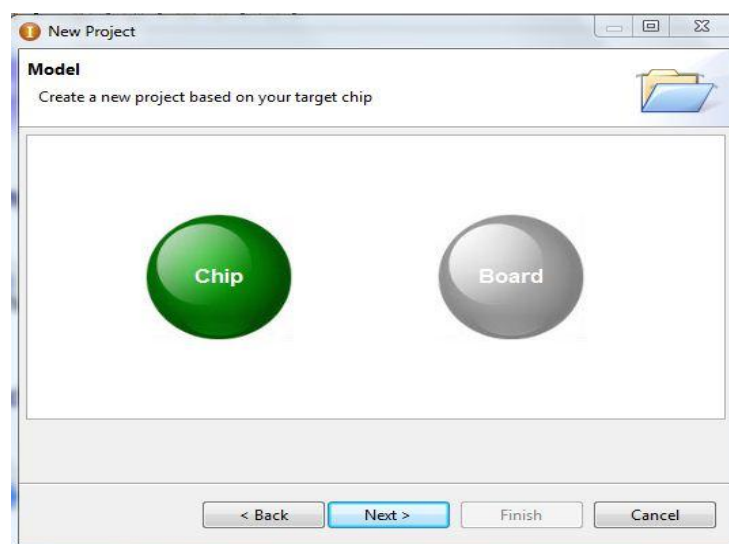 New Project
Model
Create a new project based on your target chip
Chip
Board
< Back
Next >
Finish
Cancel